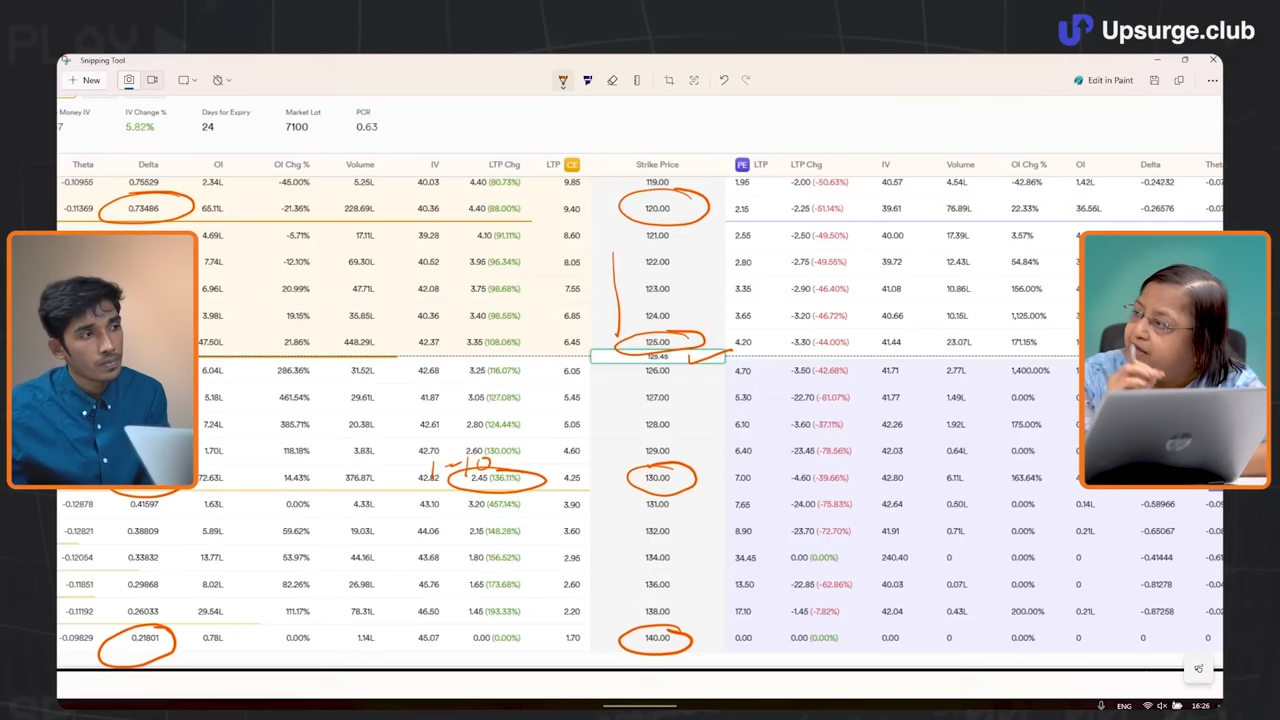 PLAY
Upsurge.club
Snipping Tool
New
Edit in Paint
Money IV IV Change % Days for Expiry Market Lot PCR
7 5.82% 24 7100 0.63
Theta Delta OI OI Chg % Volume IV LTP Chg LTP CE Strike Price PE LTP LTP Chg IV Volume OI Chg % OI Delta
-0.10955 0.75529 2.34L -45.00% 5.25L 40.03 4.40 (80.73%) 9.85 119.00 1.95 -2.00 (-50.63%) 40.57 4.54L -42.86% 1.42L -0.24232
-0.11369 0.73486 65.11L -21.36% 228.69L 40.36 4.40 (88.00%) 9.40 120.00 2.15 -2.25 (-51.14%) 39.61 76.89L 22.33% 36.56L -0.26576
4.69L -5.71% 17.11L 39.28 4.10 (91.11%) 8.60 121.00 2.55 -2.50 (-49.50%) 40.00 17.39L 3.57%
7.74L -12.10% 69.30L 40.52 3.95 (96.34%) 8.05 122.00 2.80 -2.75 (-49.55%) 39.72 12.43L 54.84%
6.96L 20.99% 47.71L 42.08 3.75 (98.68%) 7.55 123.00 3.35 -2.90 (-46.40%) 41.08 10.86L 156.00%
3.98L 19.15% 35.85L 42.08 3.40 (98.55%) 6.85 124.00 3.65 -3.20 (-46.72%) 40.66 10.15L 1,125.00%
47.50L 21.86% 448.29L 42.37 3.35 (108.06%) 6.45 125.00 4.20 -3.30 (-44.00%) 41.44 23.07L 171.15%
125.45
6.04L 286.36% 31.52L 42.68 3.25 (116.07%) 6.05 126.00 4.70 -3.50 (-42.68%) 41.71 2.77L 1,400.00%
5.18L 461.54% 29.61L 41.87 3.05 (127.08%) 5.45 127.00 5.30 -22.70 (-81.07%) 41.77 1.49L 0.00%
7.24L 385.71% 20.38L 42.61 2.80 (124.44%) 5.05 128.00 6.10 -3.60 (-37.11%) 42.26 1.92L 175.00%
1.70L 118.18% 3.83L 42.70 2.60 (130.00%) 4.60 129.00 6.40 -23.45 (-78.56%) 41.98 0.64L 0.00%
72.63L 14.43% 376.87L 2.45 (136.11%) 4.25 130.00 7.00 -4.60 (-39.66%) 42.80 6.11L 163.64%
-0.12878 0.41597 1.63L 0.00% 4.33L 43.10 3.20 (457.14%) 3.90 131.00 7.65 -24.00 (-75.83%) 42.64 0.50L 0.00% 0.14L -0.58966
-0.12821 0.38809 5.89L 59.62% 19.03L 44.06 2.15 (148.28%) 3.60 132.00 8.90 -23.70 (-72.70%) 41.91 0.71L 0.00% 0.21L -0.65067
-0.12054 0.33832 13.77L 53.97% 44.16L 43.68 1.80 (156.52%) 2.95 134.00 34.45 0.00 (0.00%) 240.40 0 0.00% 0 -0.41444
-0.11851 0.29868 8.02L 82.26% 26.98L 45.76 1.65 (173.68%) 2.60 136.00 13.50 -22.85 (-62.86%) 40.03 0.07L 0.00% 0 -0.81278
-0.11192 0.26033 29.54L 111.17% 78.31L 46.50 1.45 (193.33%) 2.20 138.00 17.10 -1.45 (-7.82%) 42.04 0.43L 200.00% 0.21L -0.87258
-0.09829 0.21801 0.78L 0.00% 1.14L 45.07 0.00 (0.00%) 1.70 140.00 0.00 0.00 (0.00%) 0.00 0 0.00% 0 0
ENG 16:26